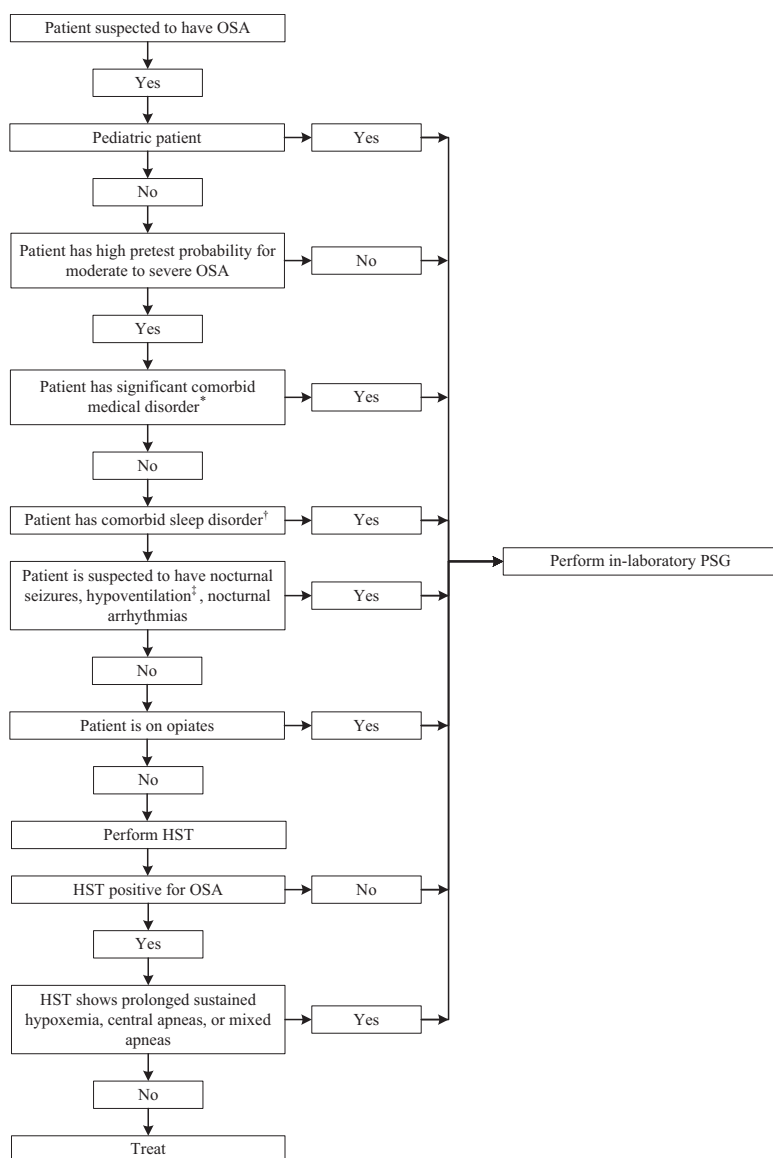 Patient suspected to have OSA
Yes
Pediatric patient
Yes
No
Patient has high pretest probability for
moderate to severe OSA
No
Yes
Patient has significant comorbid
medical disorder*
Yes
No
Patient has comorbid sleep disorder†
Yes
Patient is suspected to have nocturnal
seizures, hypoventilation‡, nocturnal
arrhythmias
Yes
Perform in-laboratory PSG
No
Patient is on opiates
Yes
No
Perform HST
HST positive for OSA
No
Yes
HST shows prolonged sustained
hypoxemia, central apneas, or mixed
apneas
Yes
No
Treat